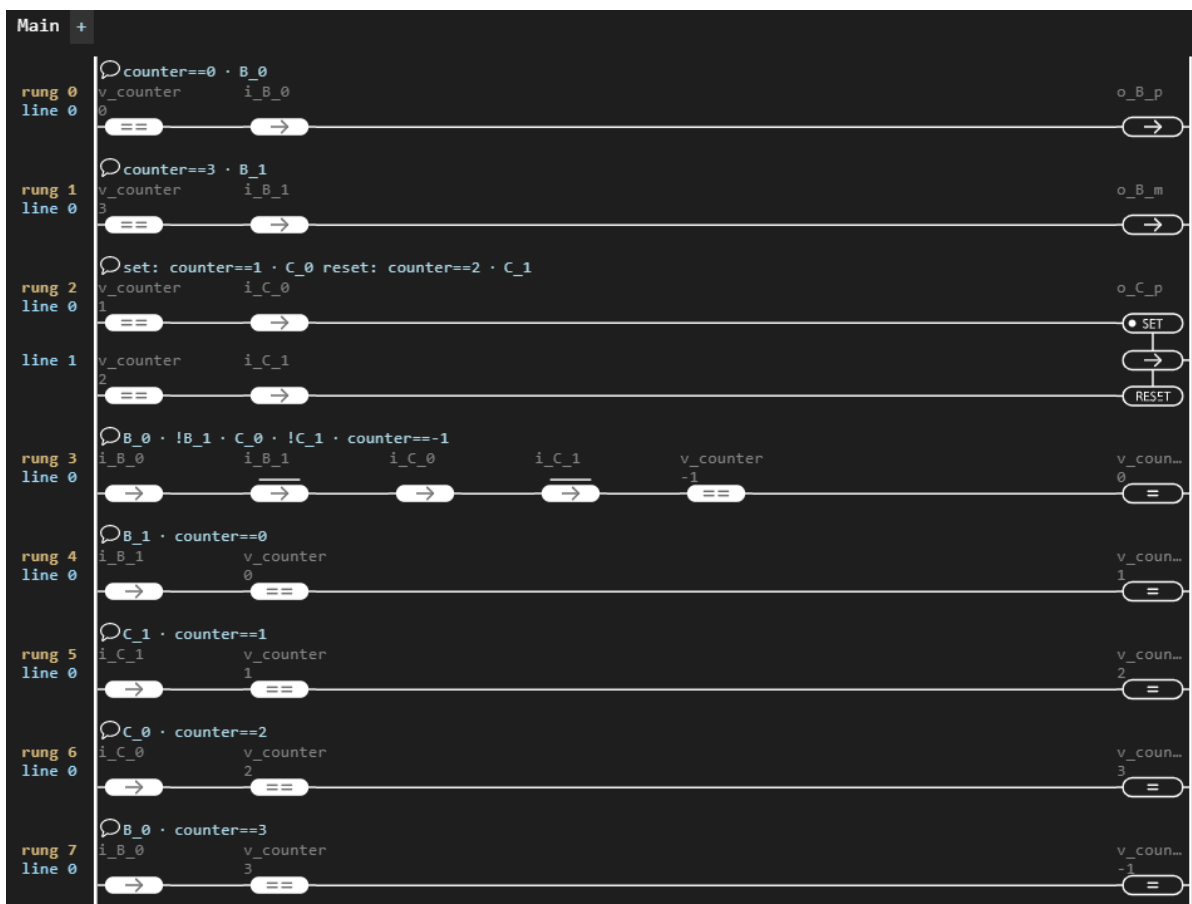 Main +
counter==0 · B_0
rung 0 v_counter i_B_0 o_B_p
line 0 0
== → →
counter==3 · B_1
rung 1 v_counter i_B_1 o_B_m
line 0 3
== → →
set: counter==1 · C_0 reset: counter==2 · C_1
rung 2 v_counter i_C_0 o_C_p
line 0 1
== → SET
line 1 v_counter i_C_1 →
2
== → RESET
B_0 · !B_1 · C_0 · !C_1 · counter==-1
rung 3 i_B_0 i_B_1 i_C_0 i_C_1 v_counter v_coun…
line 0 -1 0
→ → → → == =
B_1 · counter==0
rung 4 i_B_1 v_counter v_coun…
line 0 0 1
→ == =
C_1 · counter==1
rung 5 i_C_1 v_counter v_coun…
line 0 1 2
→ == =
C_0 · counter==2
rung 6 i_C_0 v_counter v_coun…
line 0 2 3
→ == =
B_0 · counter==3
rung 7 i_B_0 v_counter v_coun…
line 0 3 -1
→ == =